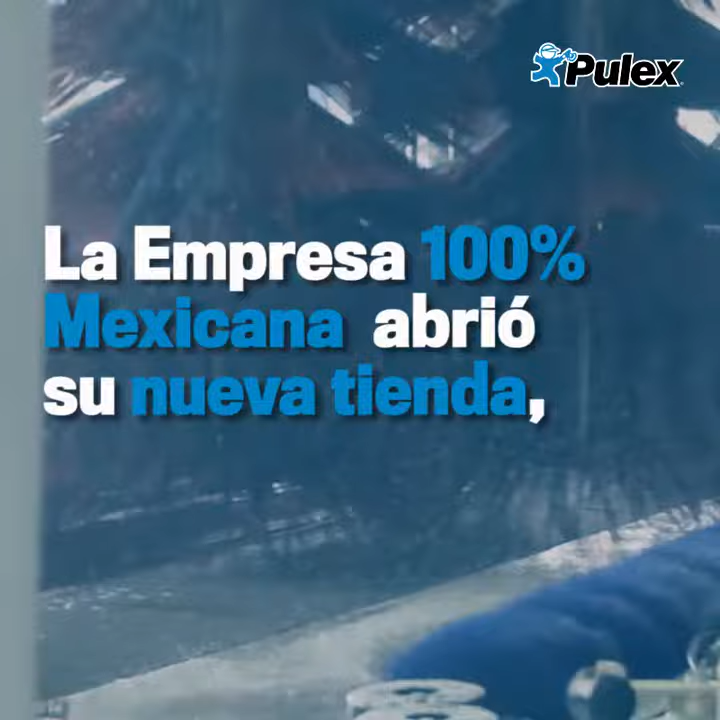 Pulex
La Empresa 100%
Mexicana abrió
su nueva tienda,